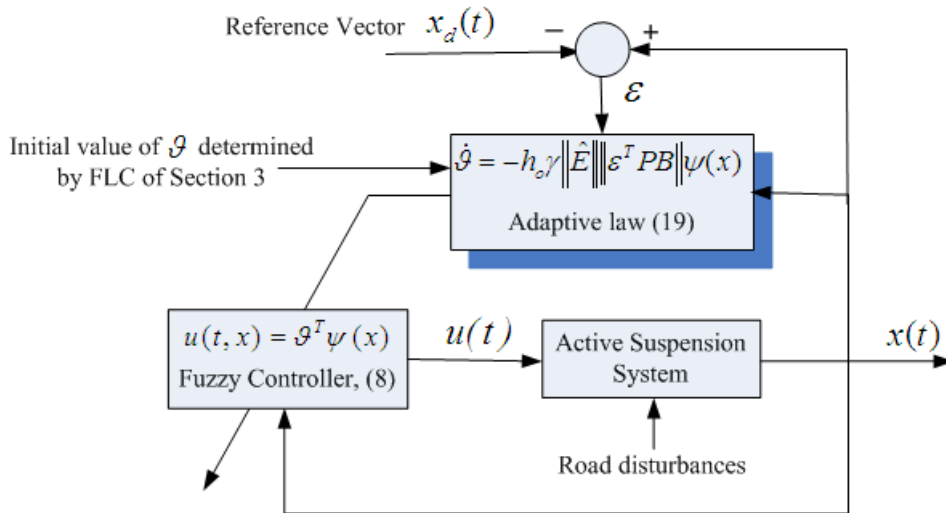 Reference Vector x_d(t)
− +
ε
Initial value of ϑ determined
by FLC of Section 3
ϑ̇ = −h_o γ‖Ê‖‖ε^T PB‖ψ(x)
Adaptive law (19)
u(t, x) = ϑ^T ψ(x)
Fuzzy Controller, (8)
u(t)
Active Suspension
System
x(t)
Road disturbances